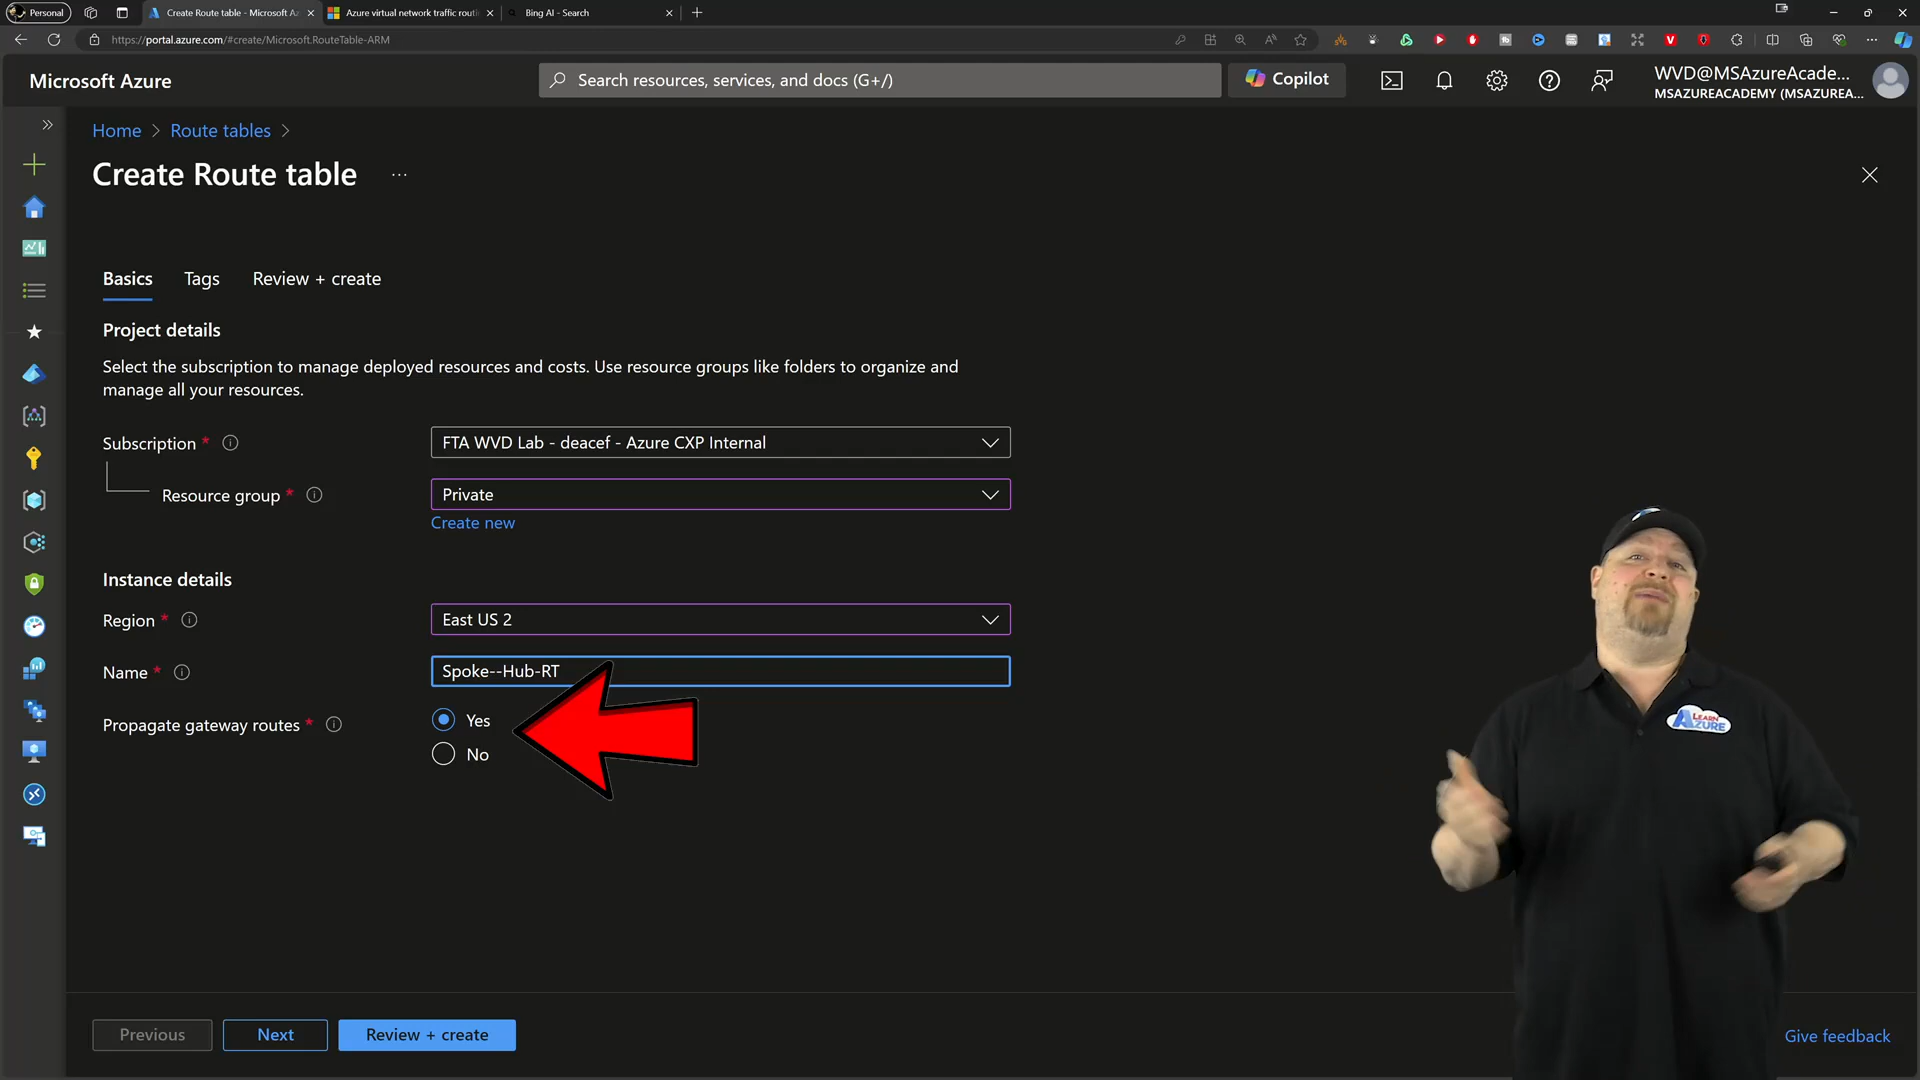 Personal
Create Route table - Microsoft Az
Azure virtual network traffic routi
Bing AI - Search
https://portal.azure.com/#create/Microsoft.RouteTable-ARM
Microsoft Azure
Search resources, services, and docs (G+/)
Copilot
WVD@MSAzureAcade...
MSAZUREACADEMY (MSAZUREA...
Home > Route tables >
Create Route table ...
Basics
Tags
Review + create
Project details
Select the subscription to manage deployed resources and costs. Use resource groups like folders to organize and
manage all your resources.
Subscription *
FTA WVD Lab - deacef - Azure CXP Internal
Resource group *
Private
Create new
Instance details
Region *
East US 2
Name *
Spoke--Hub-RT
Propagate gateway routes *
Yes
No
LEARN
AZURE
Previous
Next
Review + create
Give feedback